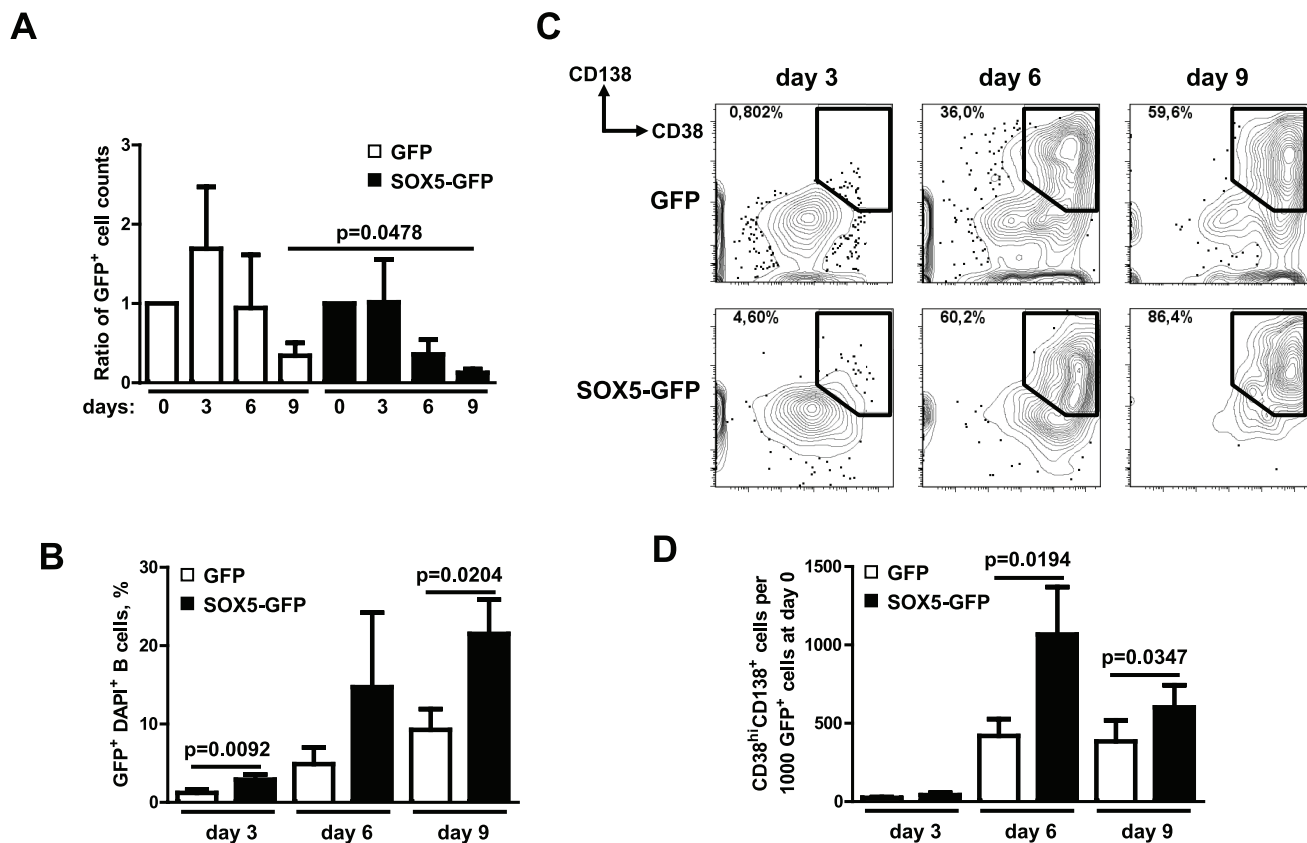 A
3
2
1
0
Ratio of GFP⁺ cell counts
GFP
SOX5-GFP
p=0.0478
days: 0 3 6 9 0 3 6 9
B
30
20
10
0
GFP⁺ DAPI⁺ B cells, %
GFP
SOX5-GFP
p=0.0092
p=0.0204
day 3 day 6 day 9
C
CD138
CD38
day 3 day 6 day 9
GFP
0,802% 36,0% 59,6%
SOX5-GFP
4,60% 60,2% 86,4%
D
1500
1000
500
0
CD38ʰⁱCD138⁺ cells per
1000 GFP⁺ cells at day 0
GFP
SOX5-GFP
p=0.0194
p=0.0347
day 3 day 6 day 9